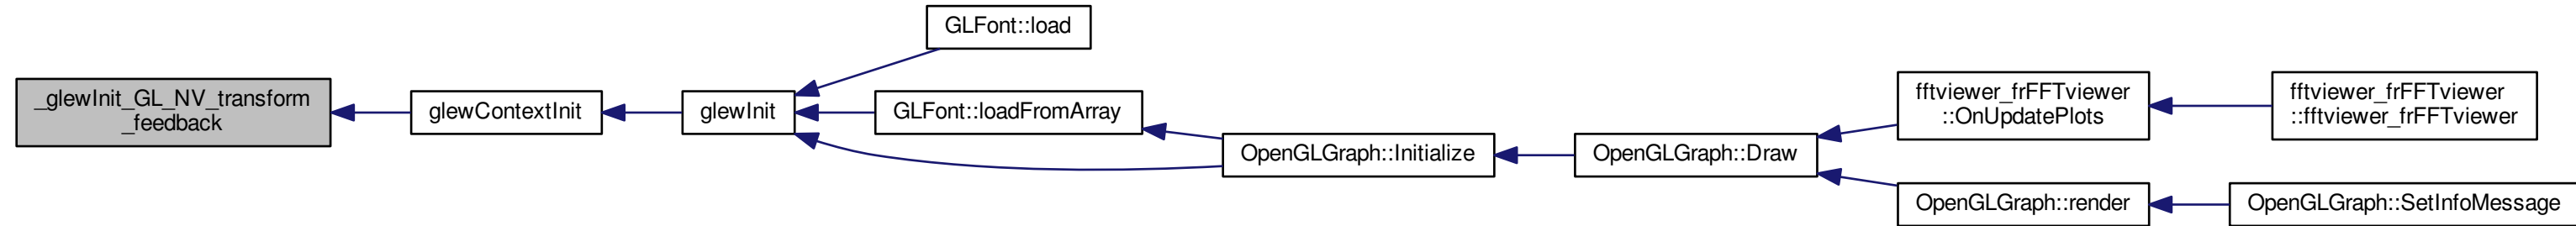 _glewInit_GL_NV_transform
_feedback
glewContextInit
glewInit
GLFont::load
GLFont::loadFromArray
OpenGLGraph::Initialize
OpenGLGraph::Draw
fftviewer_frFFTviewer
::OnUpdatePlots
fftviewer_frFFTviewer
::fftviewer_frFFTviewer
OpenGLGraph::render
OpenGLGraph::SetInfoMessage